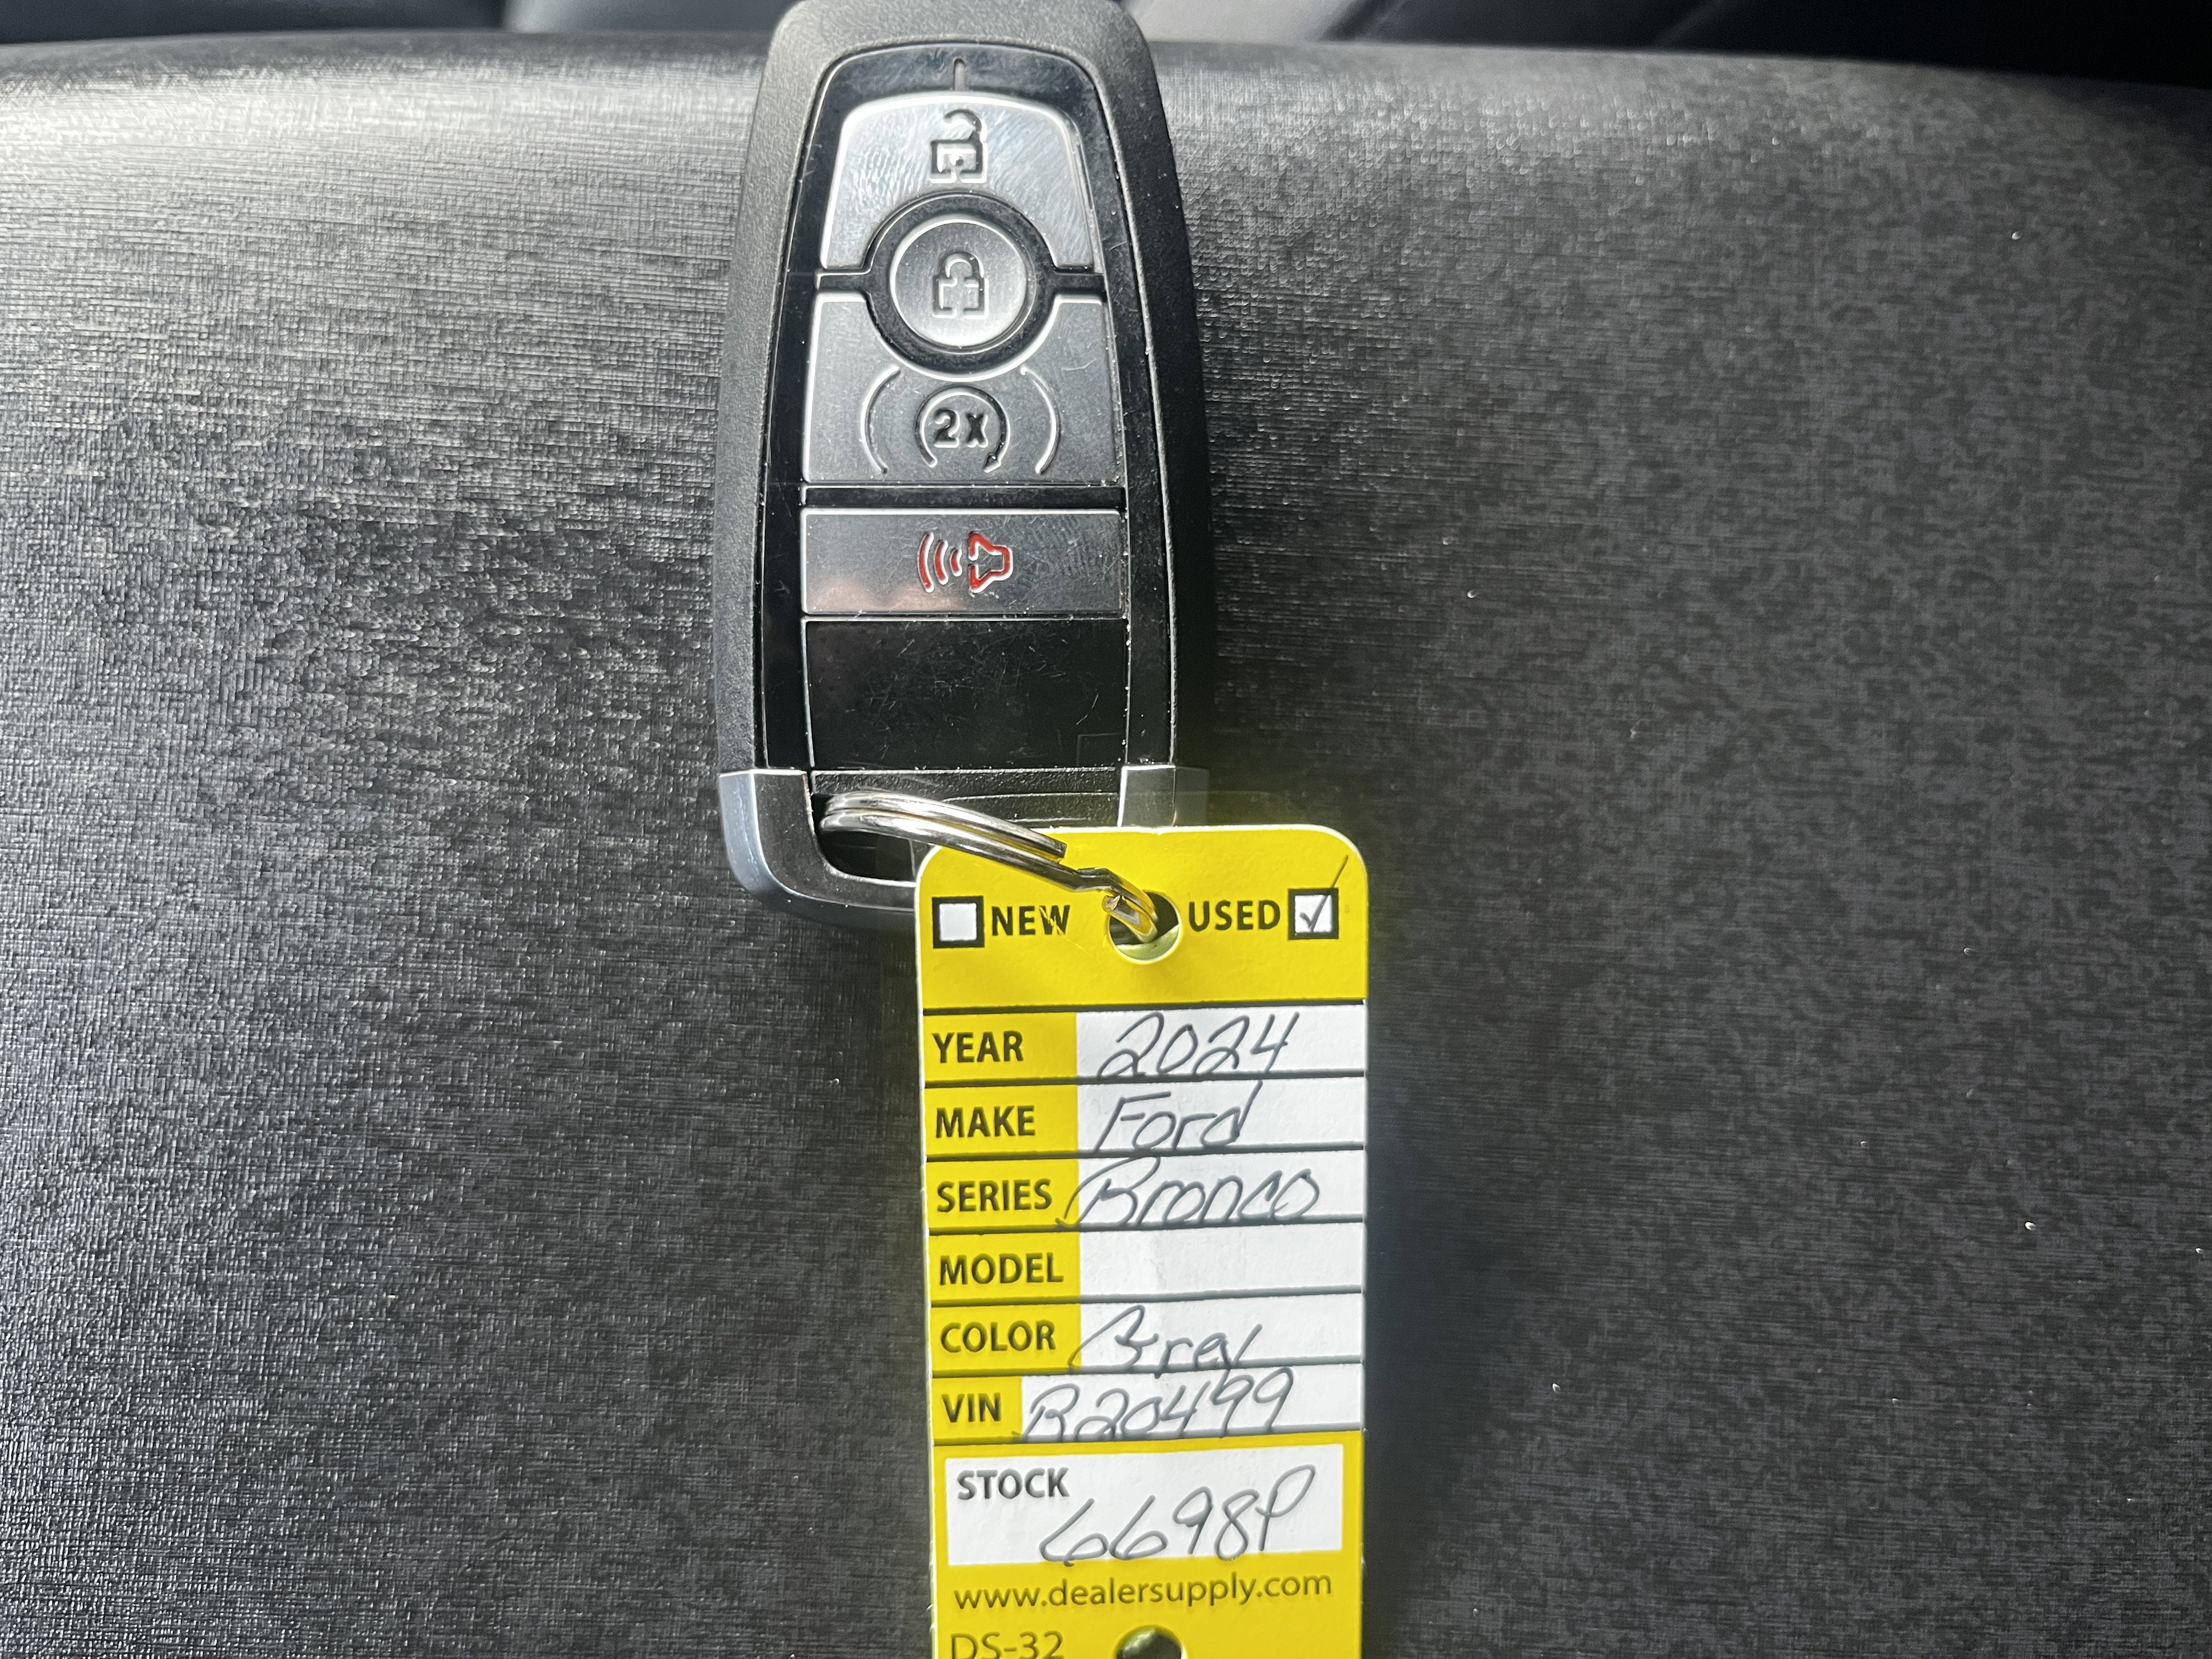 2X
NEW USED
YEAR 2024
MAKE Ford
SERIES Bronco
MODEL
COLOR Grey
VIN R20499
STOCK
6698P
www.dealersupply.com
DS-32